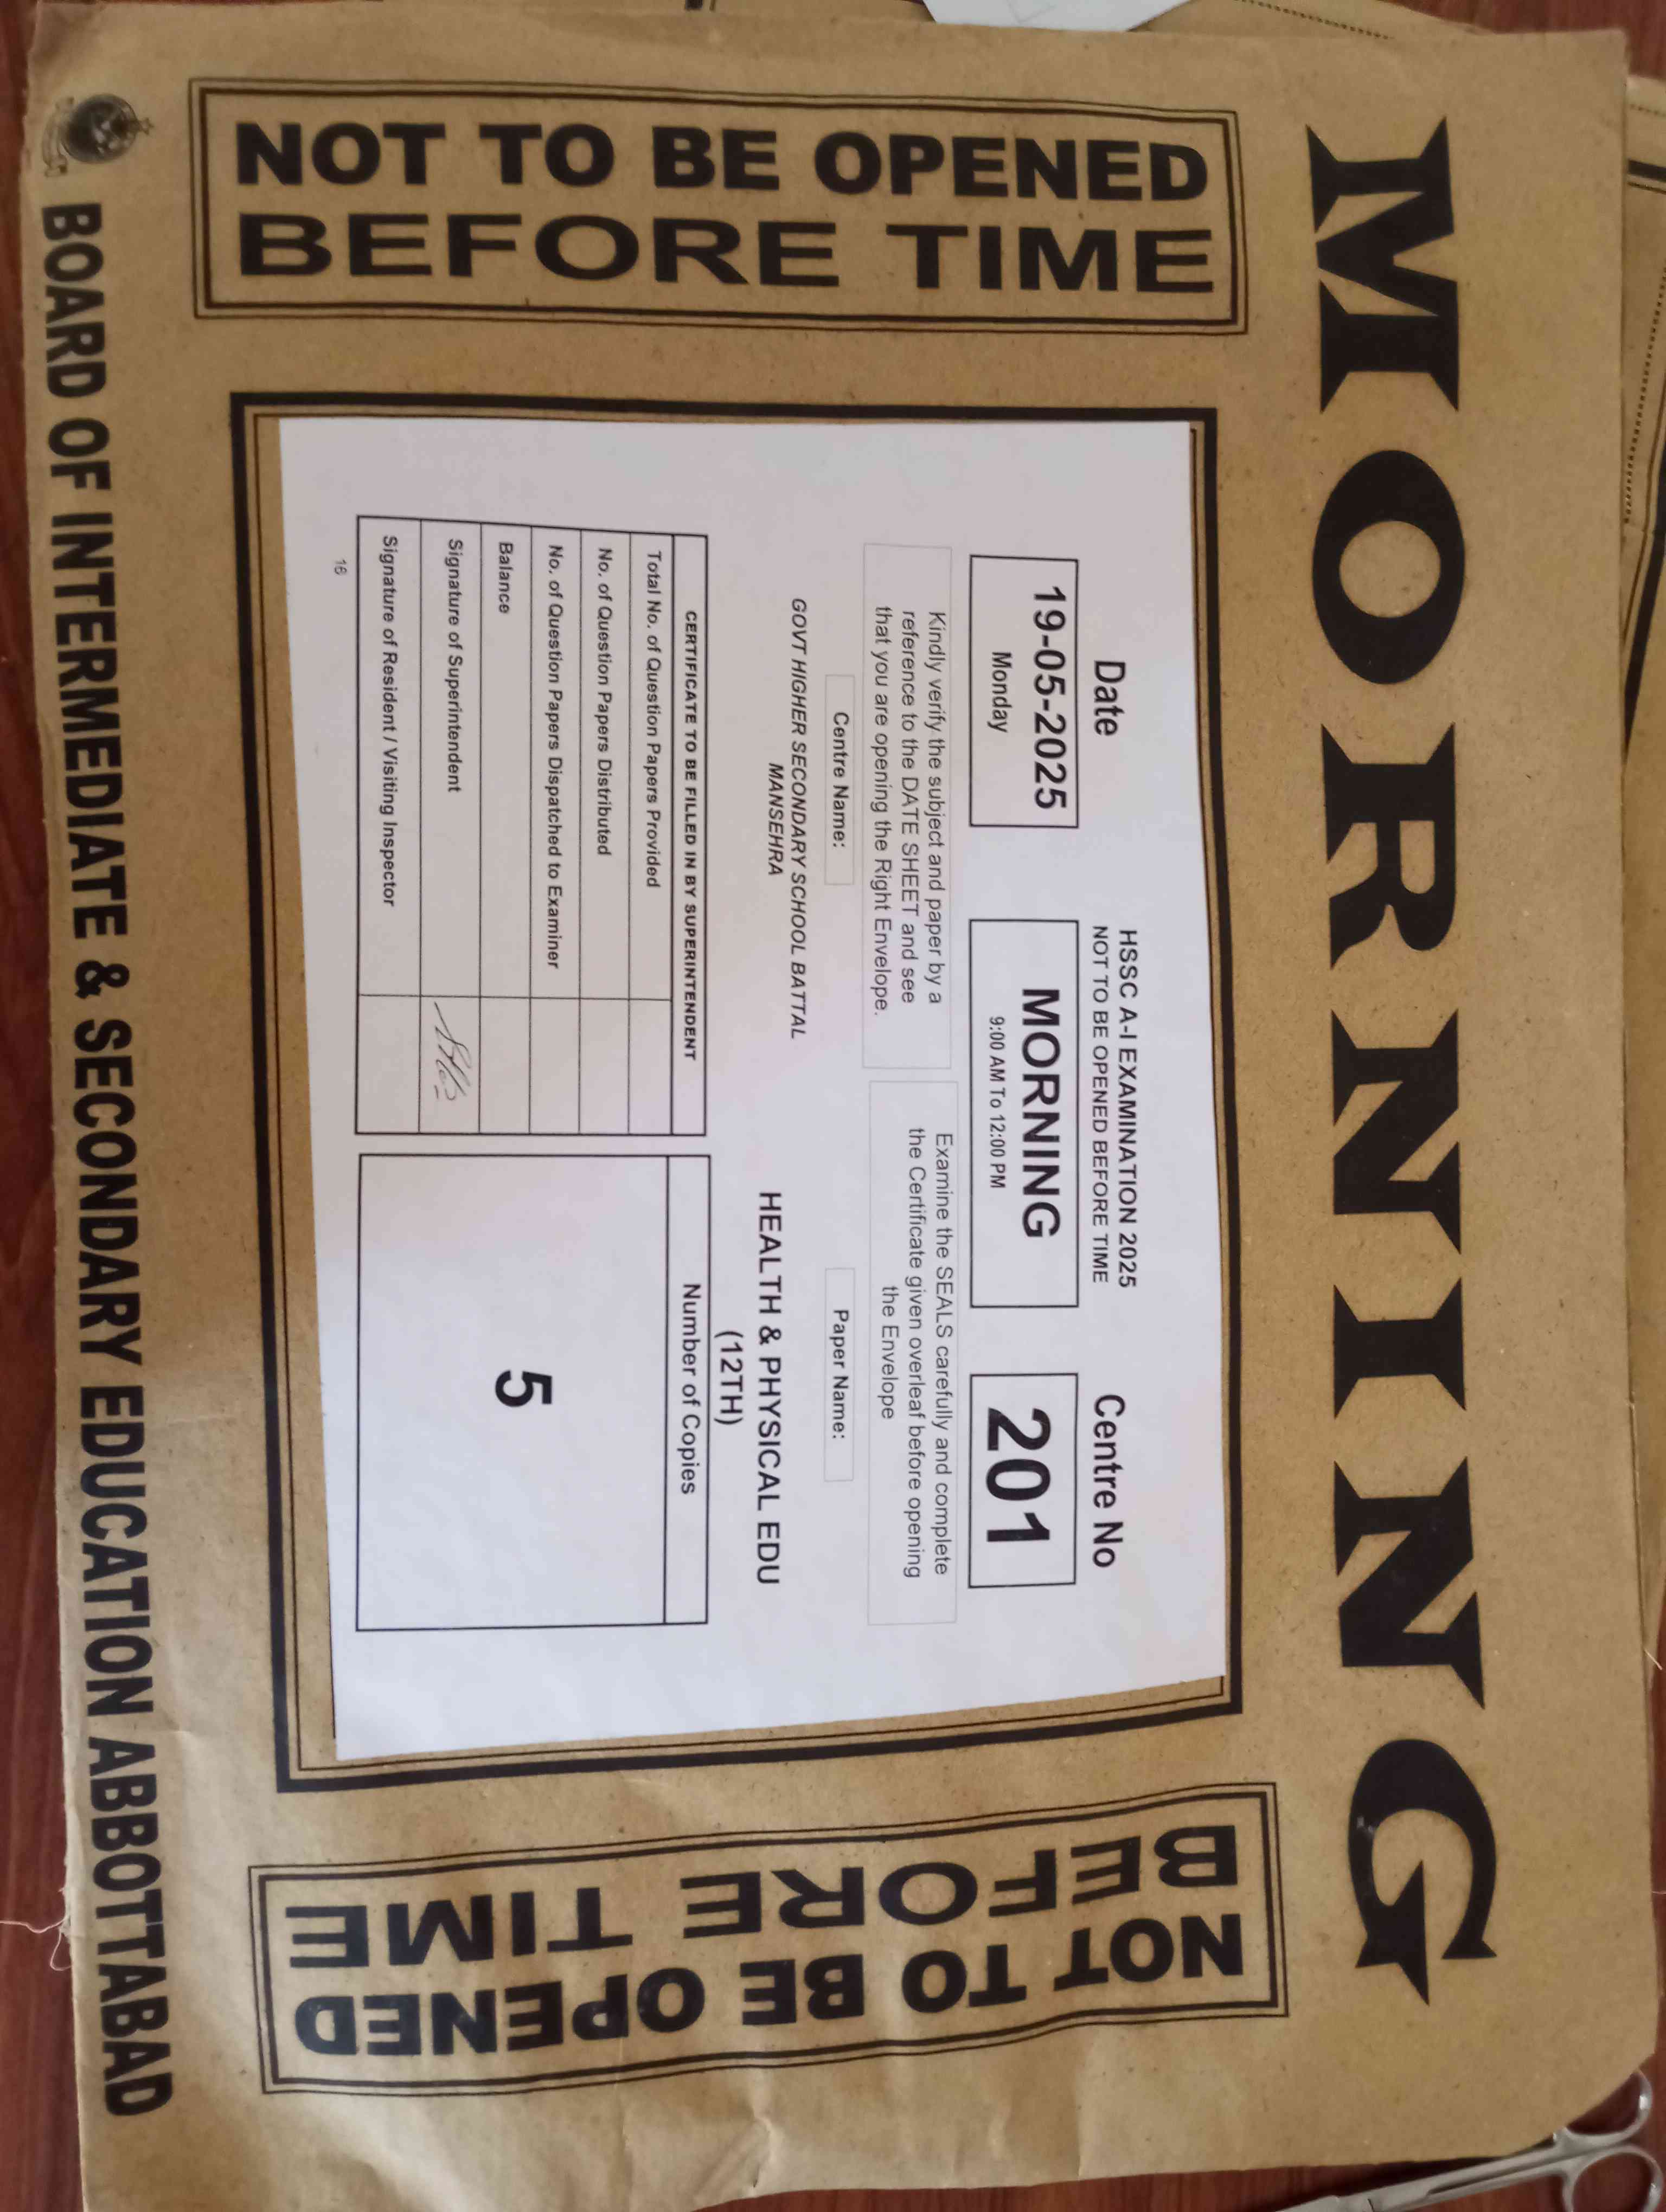 MORNING
NOT TO BE OPENED
BEFORE TIME
HSSC A-I EXAMINATION 2025
NOT TO BE OPENED BEFORE TIME
Date
Centre No
19-05-2025
Monday
MORNING
9:00 AM To 12:00 PM
201
Kindly verify the subject and paper by a
reference to the DATE SHEET and see
that you are opening the Right Envelope.
Examine the SEALS carefully and complete
the Certificate given overleaf before opening
the Envelope
Centre Name:
Paper Name:
GOVT HIGHER SECONDARY SCHOOL BATTAL
MANSEHRA
HEALTH & PHYSICAL EDU
(12TH)
CERTIFICATE TO BE FILLED IN BY SUPERINTENDENT
Total No. of Question Papers Provided
No. of Question Papers Distributed
No. of Question Papers Dispatched to Examiner
Balance
Signature of Superintendent
Signature of Resident / Visiting Inspector
Number of Copies
5
16
NOT TO BE OPENED
BEFORE TIME
BOARD OF INTERMEDIATE & SECONDARY EDUCATION ABBOTTABAD